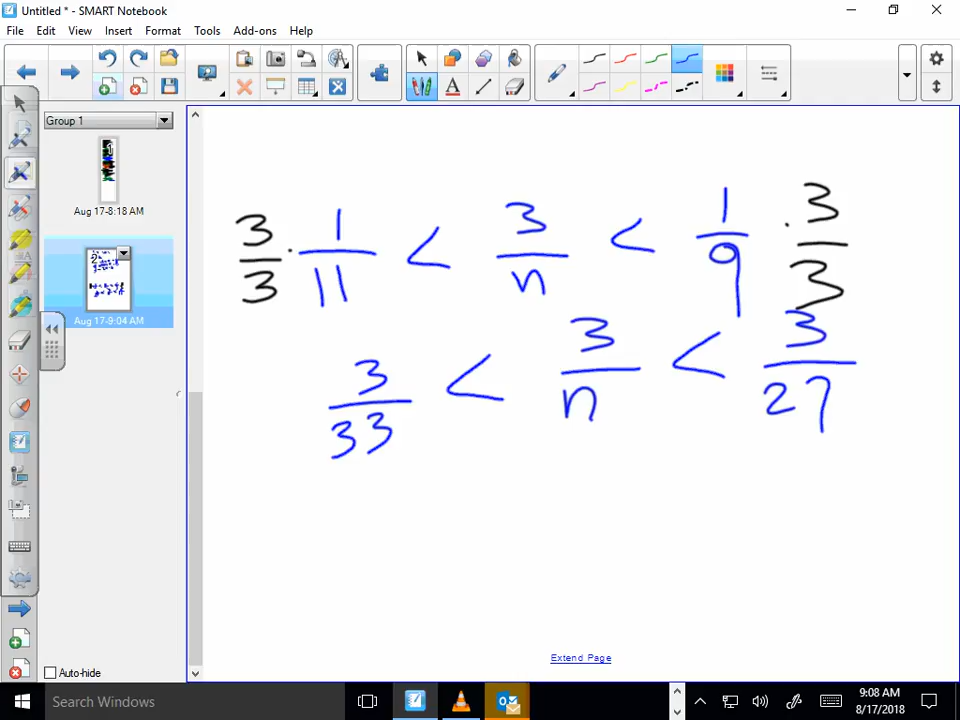 Untitled * - SMART Notebook
File Edit View Insert Format Tools Add-ons Help
Group 1
Aug 17-8:18 AM
2
Aug 17-9:04 AM
3/3 · 1/11 < 3/n < 1/9 · 3/3
3/33 < 3/n < 3/27
Extend Page
Auto-hide
Search Windows
9:08 AM
8/17/2018